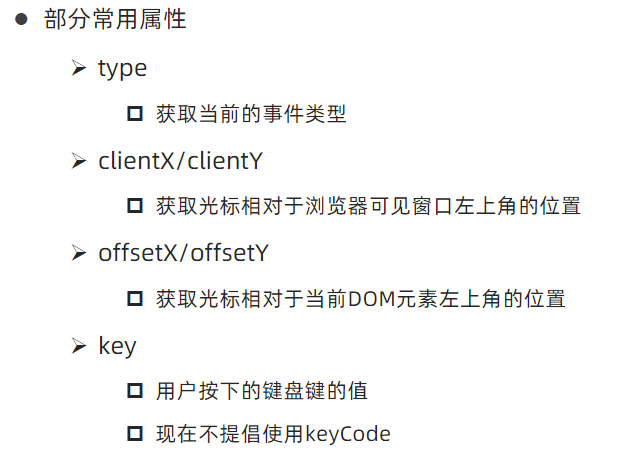 部分常用属性
type
获取当前的事件类型
clientX/clientY
获取光标相对于浏览器可见窗口左上角的位置
offsetX/offsetY
获取光标相对于当前DOM元素左上角的位置
key
用户按下的键盘键的值
现在不提倡使用keyCode